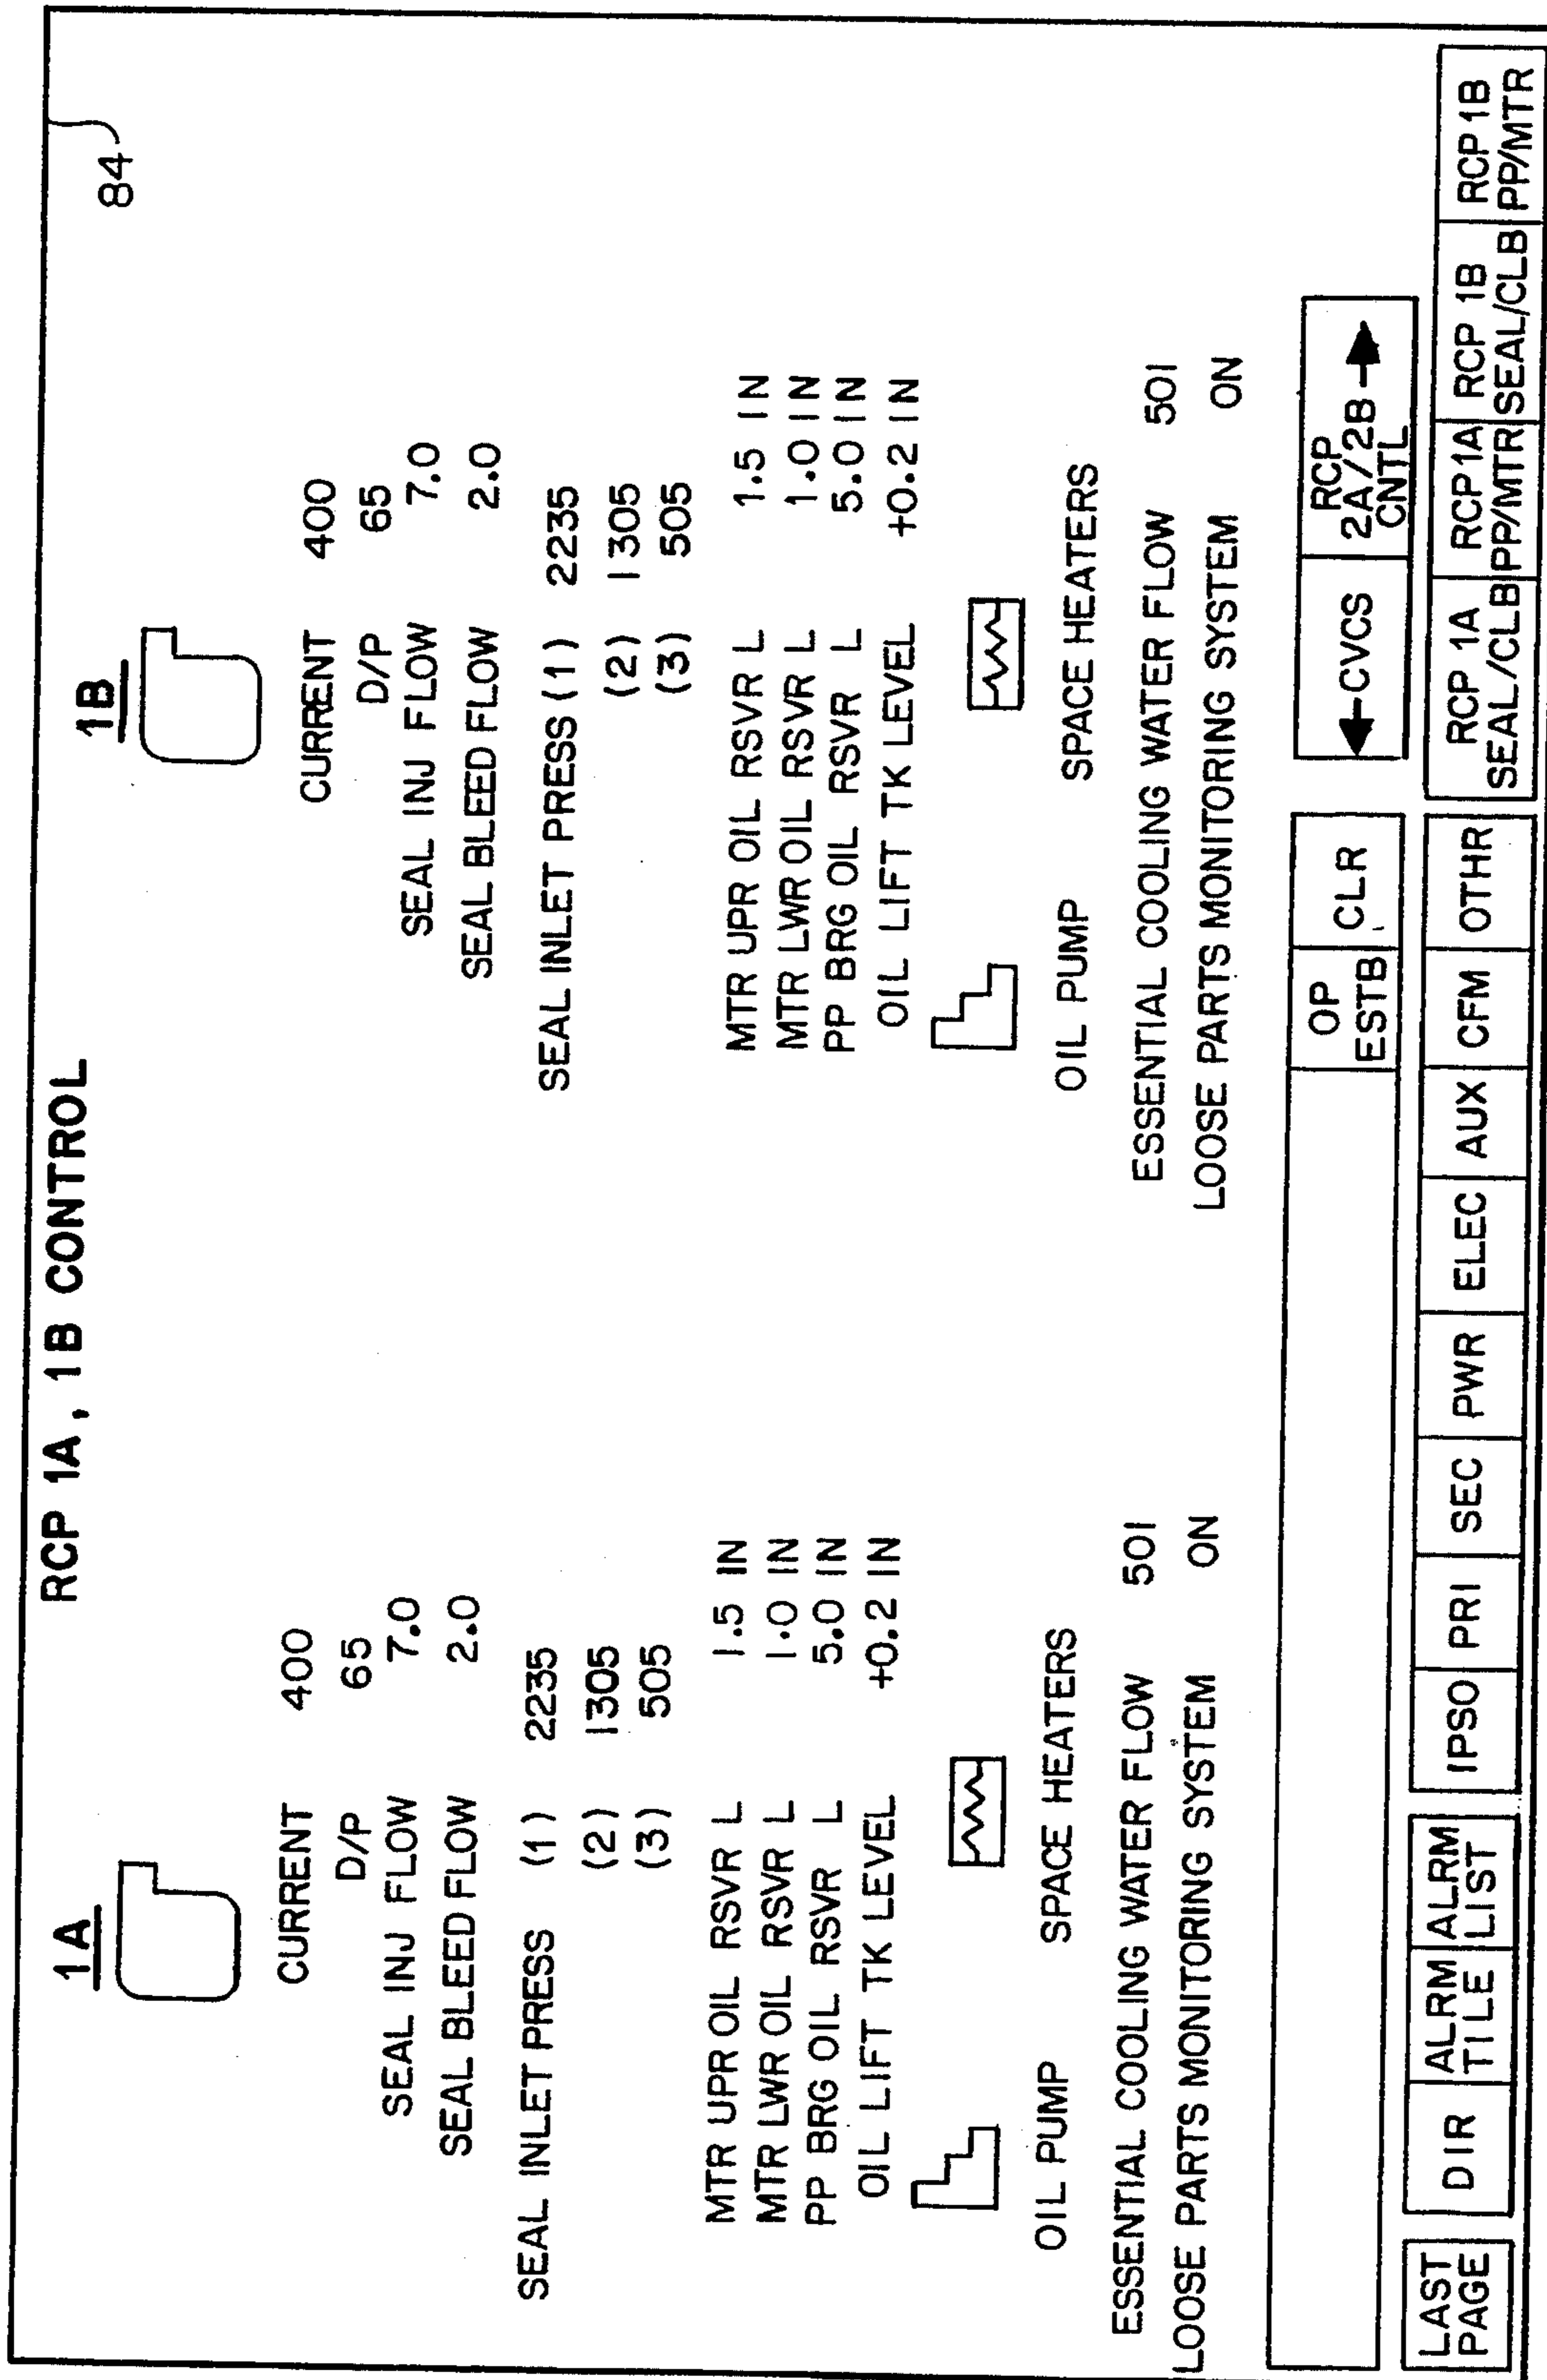 RCP 1A, 1B CONTROL
84
1A
CURRENT 400
D/P 65
SEAL INJ FLOW 7.0
SEAL BLEED FLOW 2.0
SEAL INLET PRESS (1) 2235
(2) 1305
(3) 505
MTR UPR OIL RSVR L 1.5 IN
MTR LWR OIL RSVR L 1.0 IN
PP BRG OIL RSVR L 5.0 IN
OIL LIFT TK LEVEL +0.2 IN
OIL PUMP SPACE HEATERS
ESSENTIAL COOLING WATER FLOW 501
LOOSE PARTS MONITORING SYSTEM ON
1B
CURRENT 400
D/P 65
SEAL INJ FLOW 7.0
SEAL BLEED FLOW 2.0
SEAL INLET PRESS (1) 2235
(2) 1305
(3) 505
MTR UPR OIL RSVR L 1.5 IN
MTR LWR OIL RSVR L 1.0 IN
PP BRG OIL RSVR L 5.0 IN
OIL LIFT TK LEVEL +0.2 IN
OIL PUMP SPACE HEATERS
ESSENTIAL COOLING WATER FLOW 501
LOOSE PARTS MONITORING SYSTEM ON
OP
ESTB
CLR
CVCS
RCP
2A/2B
CNTL
LAST
PAGE
DIR
ALRM
TILE
ALRM
LIST
IPSO
PRI
SEC
PWR
ELEC
AUX
CFM
OTHR
RCP 1A
SEAL/CLB
RCP1A
PP/MTR
RCP 1B
SEAL/CLB
RCP1B
PP/MTR